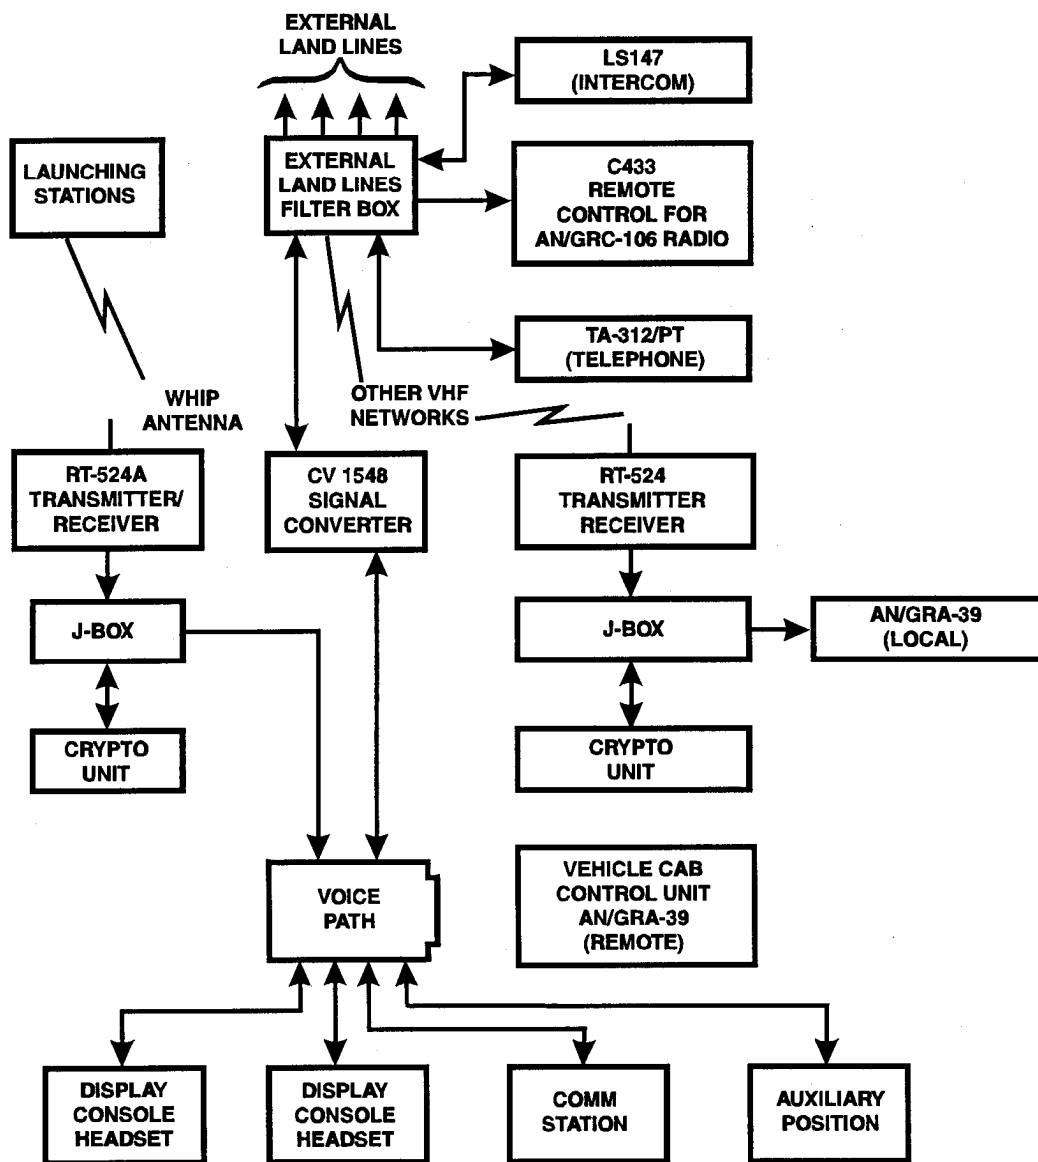 EXTERNAL
LAND LINES
LS147
(INTERCOM)
LAUNCHING
STATIONS
EXTERNAL
LAND LINES
FILTER BOX
C433
REMOTE
CONTROL FOR
AN/GRC-106 RADIO
TA-312/PT
(TELEPHONE)
WHIP
ANTENNA
OTHER VHF
NETWORKS
RT-524A
TRANSMITTER/
RECEIVER
CV 1548
SIGNAL
CONVERTER
RT-524
TRANSMITTER
RECEIVER
J-BOX
J-BOX
AN/GRA-39
(LOCAL)
CRYPTO
UNIT
CRYPTO
UNIT
VOICE
PATH
VEHICLE CAB
CONTROL UNIT
AN/GRA-39
(REMOTE)
DISPLAY
CONSOLE
HEADSET
DISPLAY
CONSOLE
HEADSET
COMM
STATION
AUXILIARY
POSITION